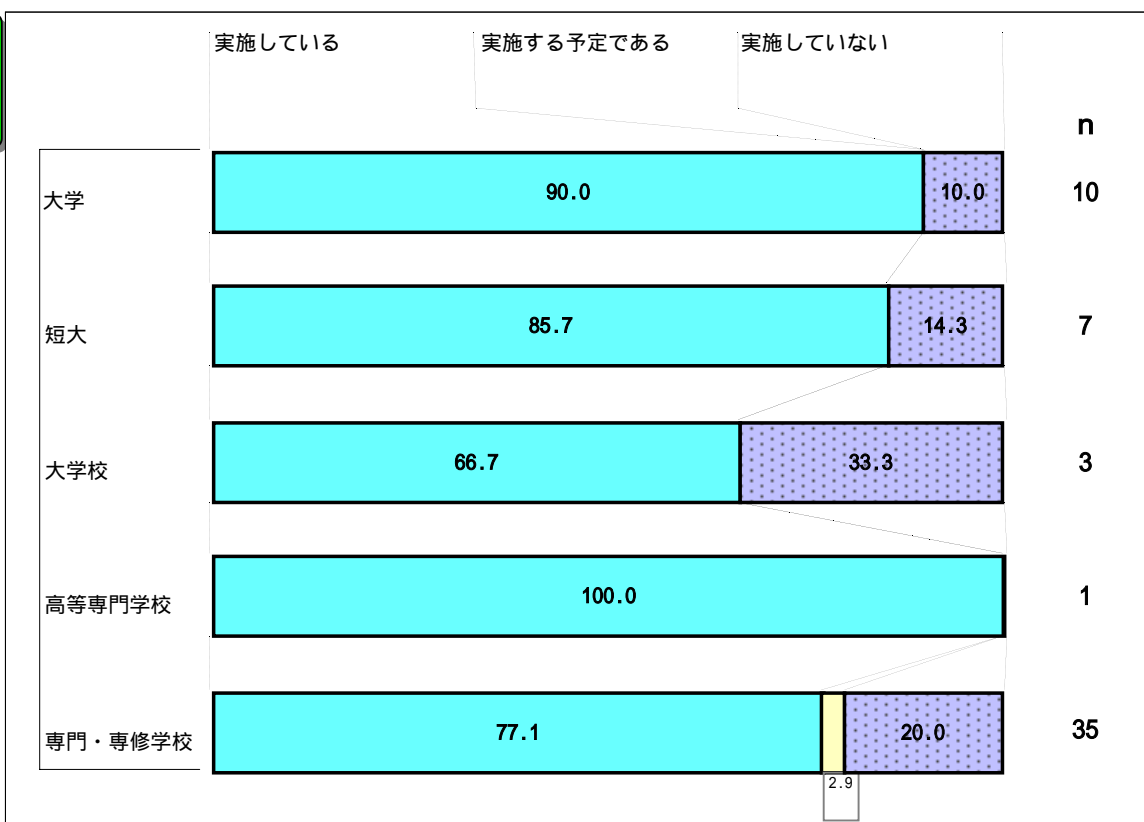 実施している 実施する予定である 実施していない
n
大学 90.0 10.0 10
短大 85.7 14.3 7
大学校 66.7 33.3 3
高等専門学校 100.0 1
専門・専修学校 77.1 20.0 35
2.9